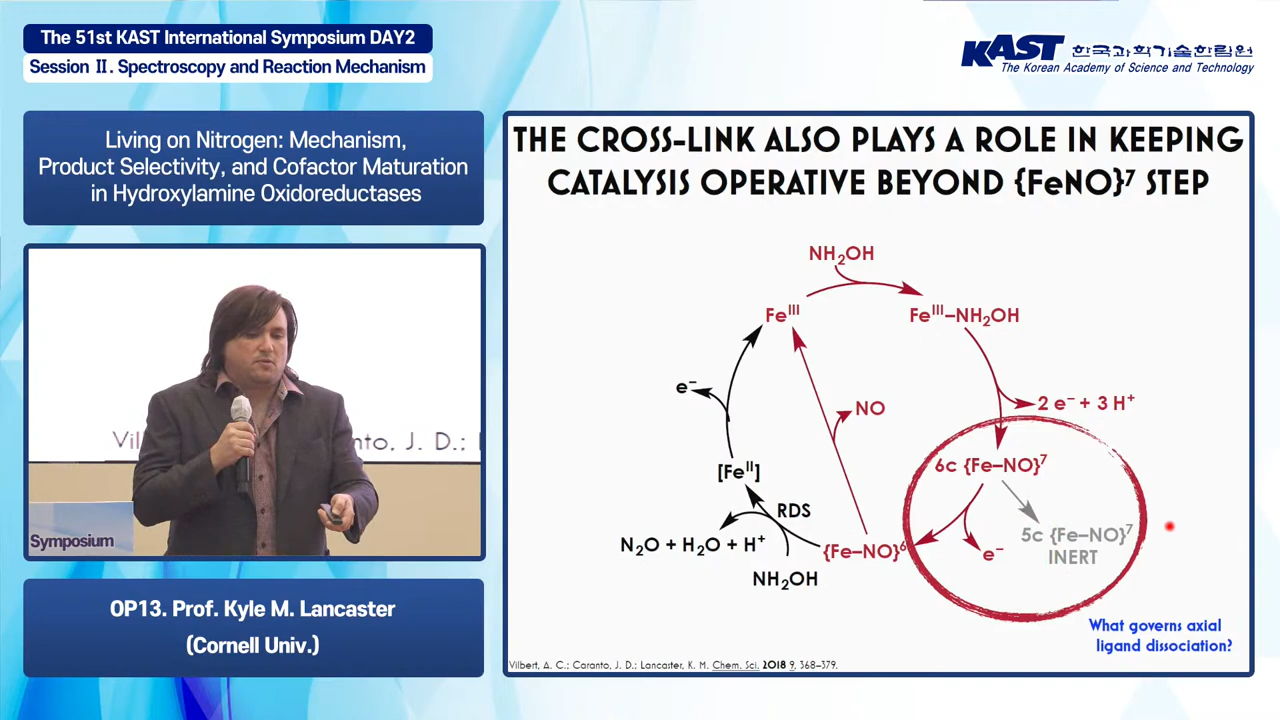 The 51st KAST International Symposium DAY2
Session Ⅱ. Spectroscopy and Reaction Mechanism
KAST 한국과학기술한림원
The Korean Academy of Science and Technology
Living on Nitrogen: Mechanism,
Product Selectivity, and Cofactor Maturation
in Hydroxylamine Oxidoreductases
THE CROSS-LINK ALSO PLAYS A ROLE IN KEEPING
CATALYSIS OPERATIVE BEYOND {FeNO}⁷ STEP
NH₂OH
Feᴵᴵᴵ
Feᴵᴵᴵ–NH₂OH
e⁻
NO
2 e⁻ + 3 H⁺
[Feᴵᴵ]
6c {Fe–NO}⁷
RDS
5c {Fe–NO}⁷
INERT
N₂O + H₂O + H⁺
{Fe–NO}⁶
e⁻
NH₂OH
What governs axial
ligand dissociation?
Vilbert, A. C.; Caranto, J. D.; Lancaster, K. M. Chem. Sci. 2018 9, 368–379.
Vilb
nto, J. D.;
Symposium
OP13. Prof. Kyle M. Lancaster
(Cornell Univ.)